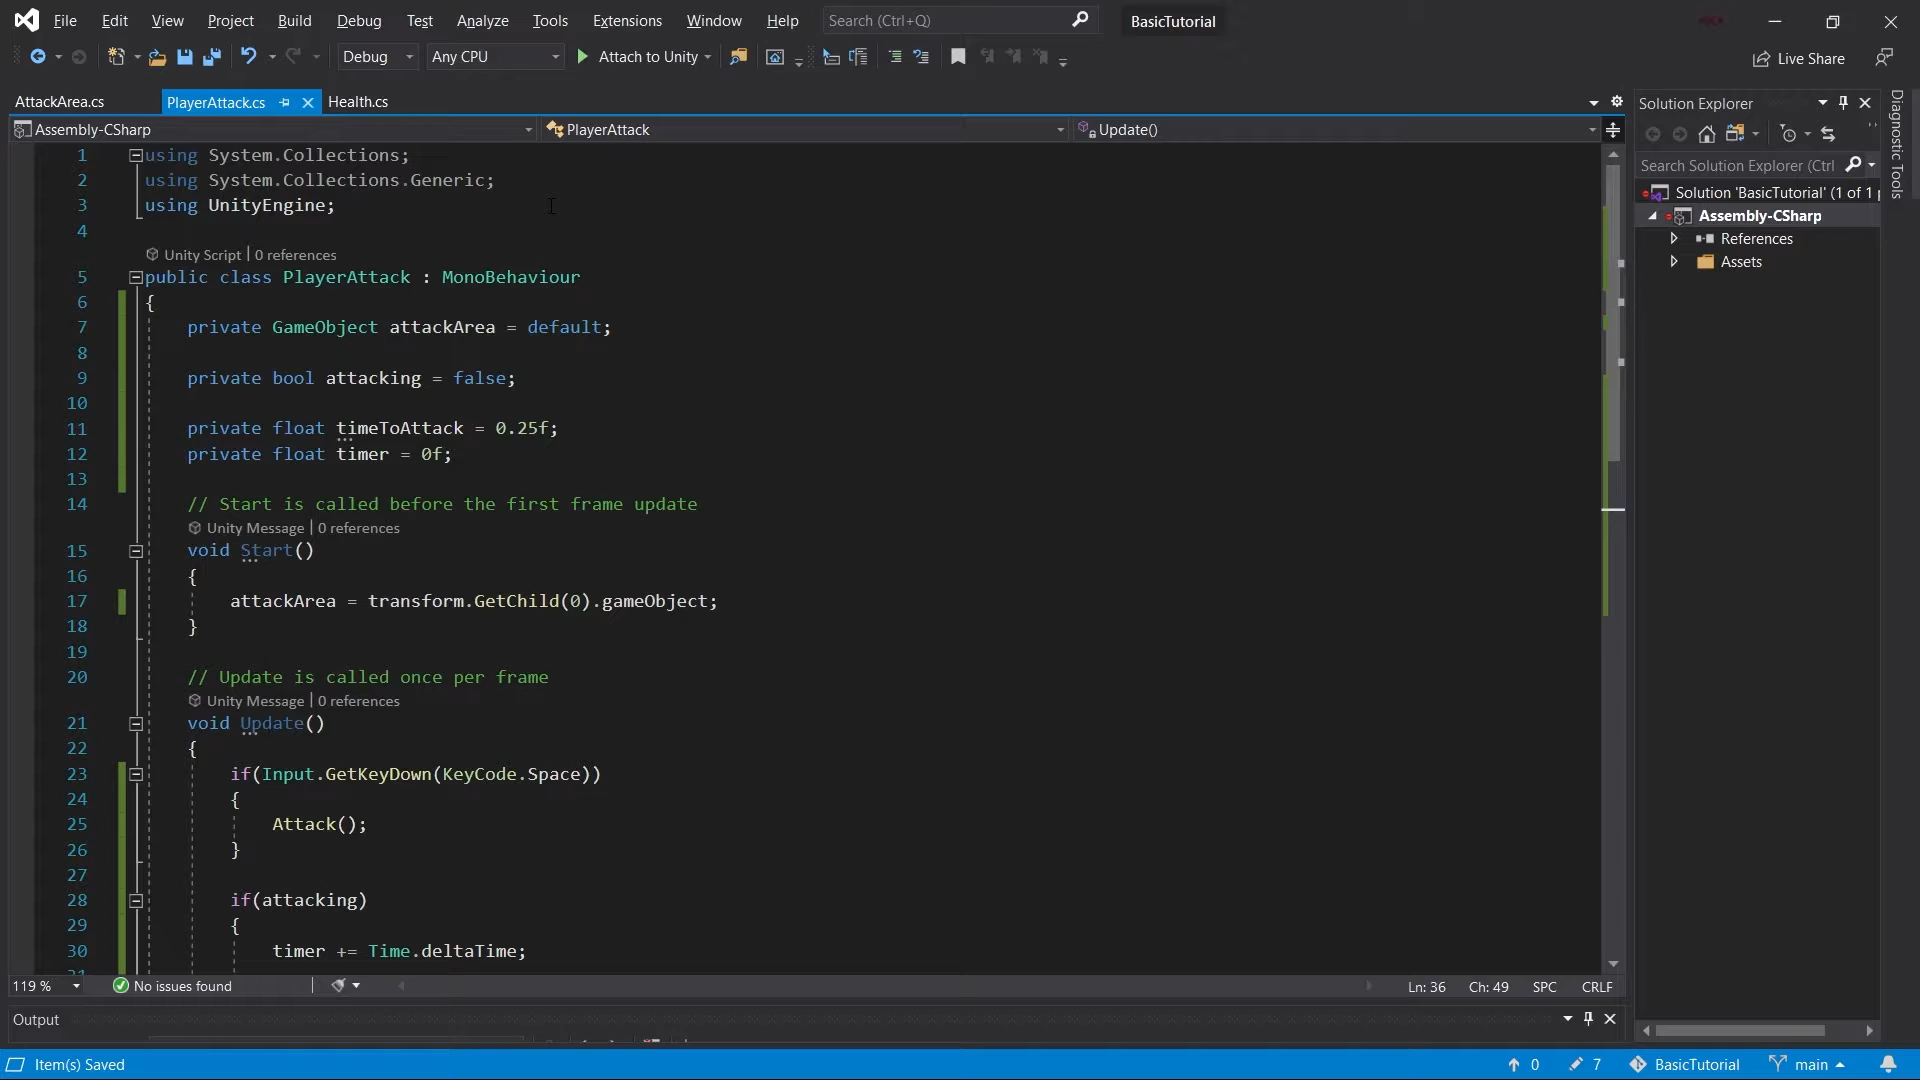 File Edit View Project Build Debug Test Analyze Tools Extensions Window Help Search (Ctrl+Q) BasicTutorial
Debug Any CPU Attach to Unity Live Share
AttackArea.cs PlayerAttack.cs Health.cs
Assembly-CSharp PlayerAttack Update()
1 using System.Collections;
2 using System.Collections.Generic;
3 using UnityEngine;
4
Unity Script | 0 references
5 public class PlayerAttack : MonoBehaviour
6 {
7 private GameObject attackArea = default;
8
9 private bool attacking = false;
10
11 private float timeToAttack = 0.25f;
12 private float timer = 0f;
13
14 // Start is called before the first frame update
Unity Message | 0 references
15 void Start()
16 {
17 attackArea = transform.GetChild(0).gameObject;
18 }
19
20 // Update is called once per frame
Unity Message | 0 references
21 void Update()
22 {
23 if(Input.GetKeyDown(KeyCode.Space))
24 {
25 Attack();
26 }
27
28 if(attacking)
29 {
30 timer += Time.deltaTime;
119 % No issues found Ln: 36 Ch: 49 SPC CRLF
Output
Solution Explorer
Search Solution Explorer (Ctrl
Solution 'BasicTutorial' (1 of 1
Assembly-CSharp
References
Assets
Diagnostic Tools
Item(s) Saved 0 7 BasicTutorial main